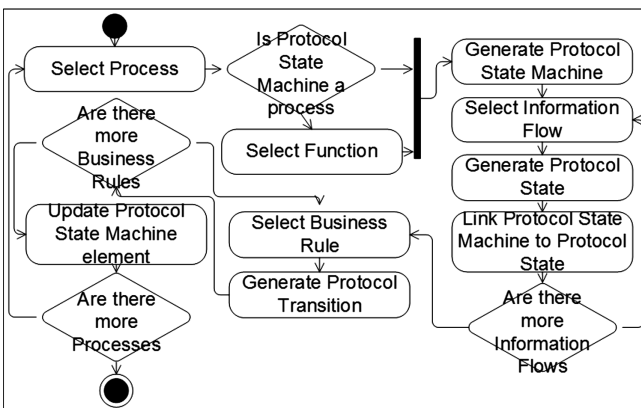 Select Process
Is Protocol
State
Machine a
process
Generate Protocol
State Machine
Select Information
Flow
Are there
more
Business
Rules
Select Function
Generate Protocol
State
Update Protocol
State Machine
element
Select Business
Rule
Link Protocol State
Machine to Protocol
State
Generate Protocol
Transition
Are there
more
Processes
Are there
more
Information
Flows